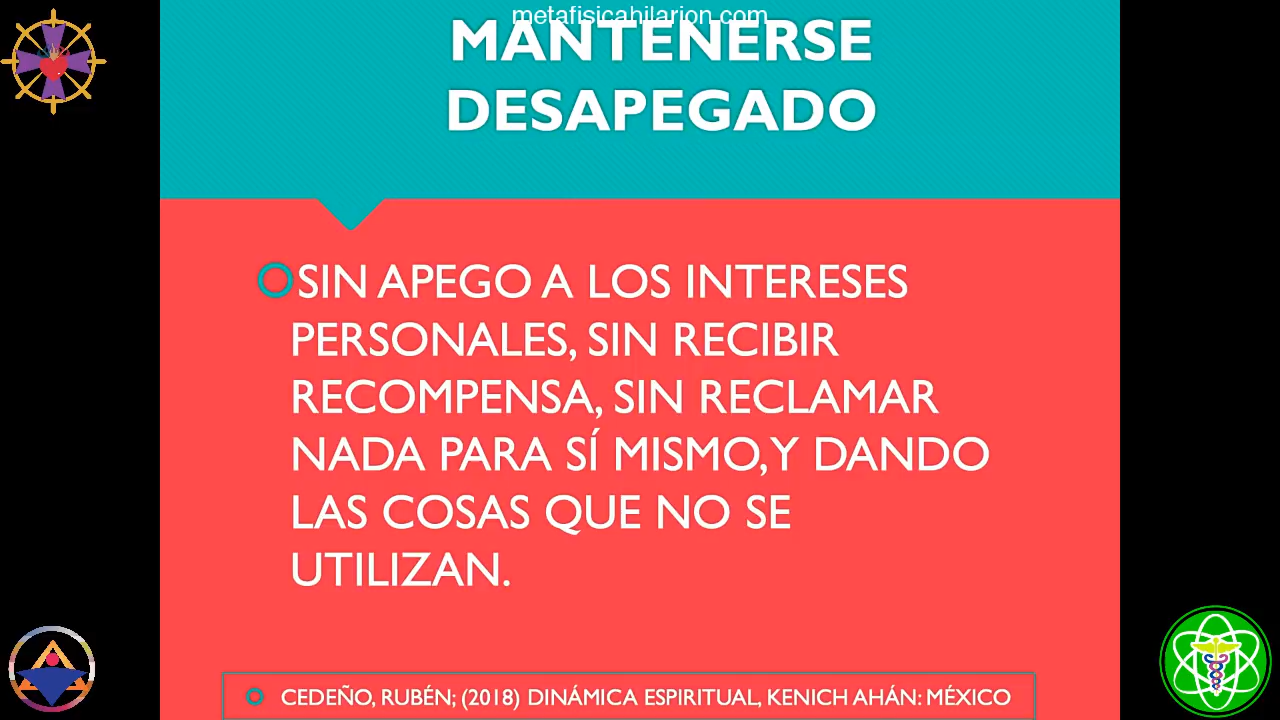 metafisicahilarion.com
MANTENERSE
DESAPEGADO
SIN APEGO A LOS INTERESES
PERSONALES, SIN RECIBIR
RECOMPENSA, SIN RECLAMAR
NADA PARA SÍ MISMO, Y DANDO
LAS COSAS QUE NO SE
UTILIZAN.
CEDEÑO, RUBÉN; (2018) DINÁMICA ESPIRITUAL, KENICH AHÁN: MÉXICO